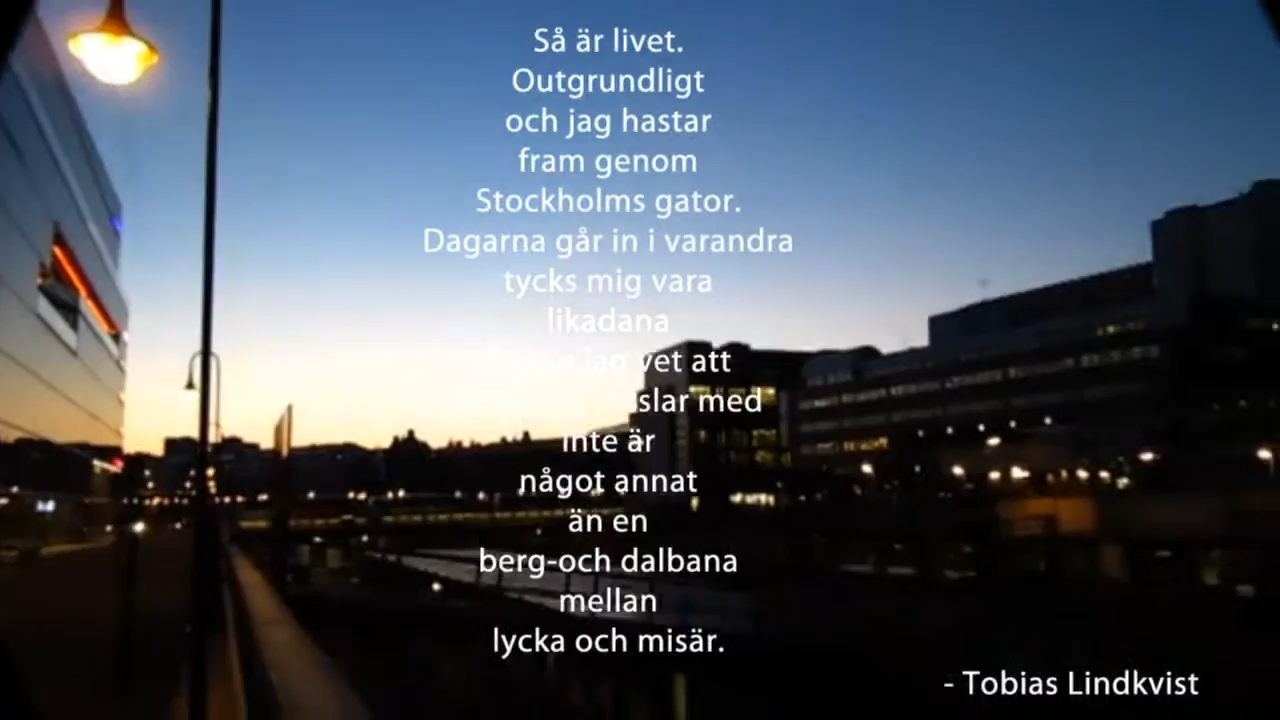 Så är livet.
Outgrundligt
och jag hastar
fram genom
Stockholms gator.
Dagarna går in i varandra
tycks mig vara
likadana
jag vet att
med
inte är
något annat
än en
berg-och dalbana
mellan
lycka och misär.
- Tobias Lindkvist